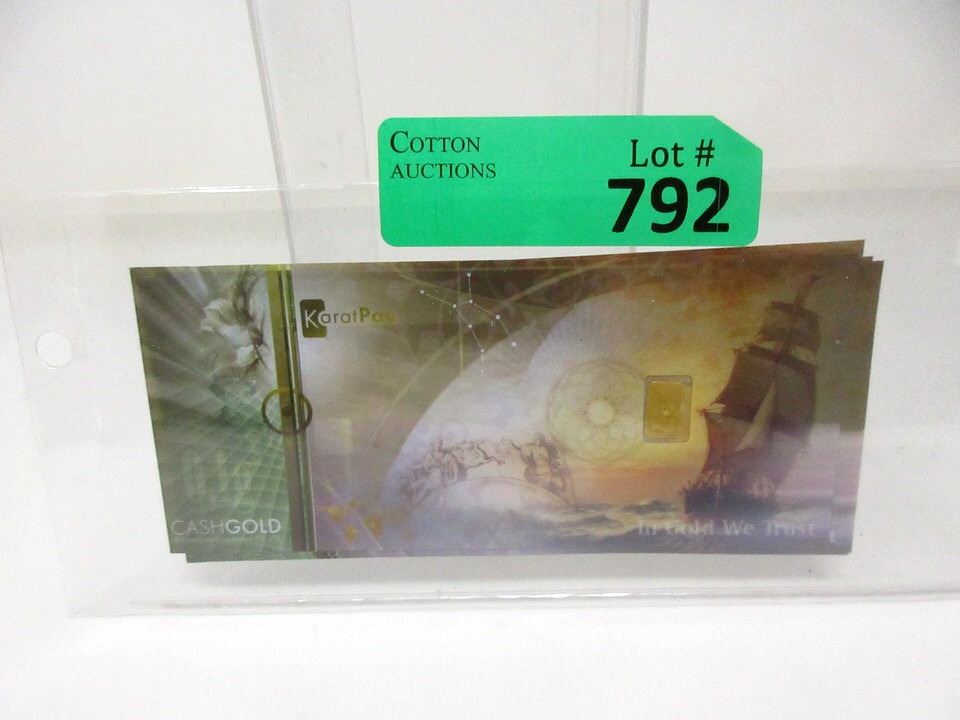 COTTON
AUCTIONS
Lot #
792
KaratPay
CASHGOLD
In Gold We Trust